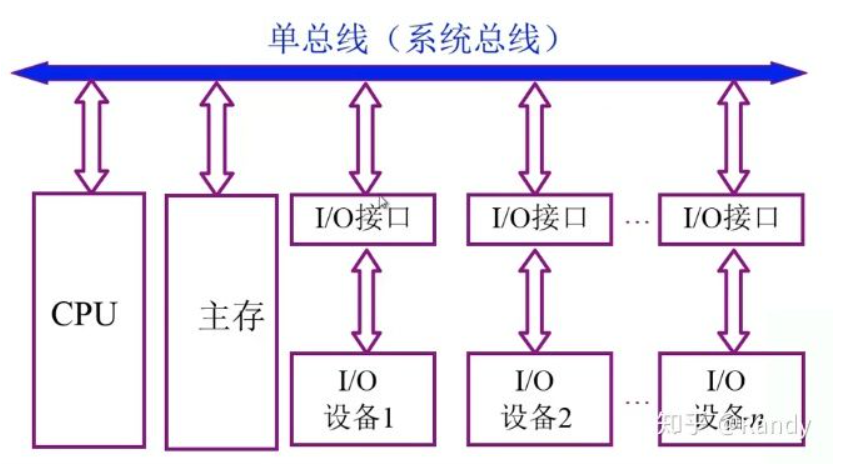 单总线（系统总线）
I/O接口
I/O接口
...
I/O接口
CPU
主存
I/O
设备1
I/O
设备2
...
I/O
设备n
知乎 @Randy